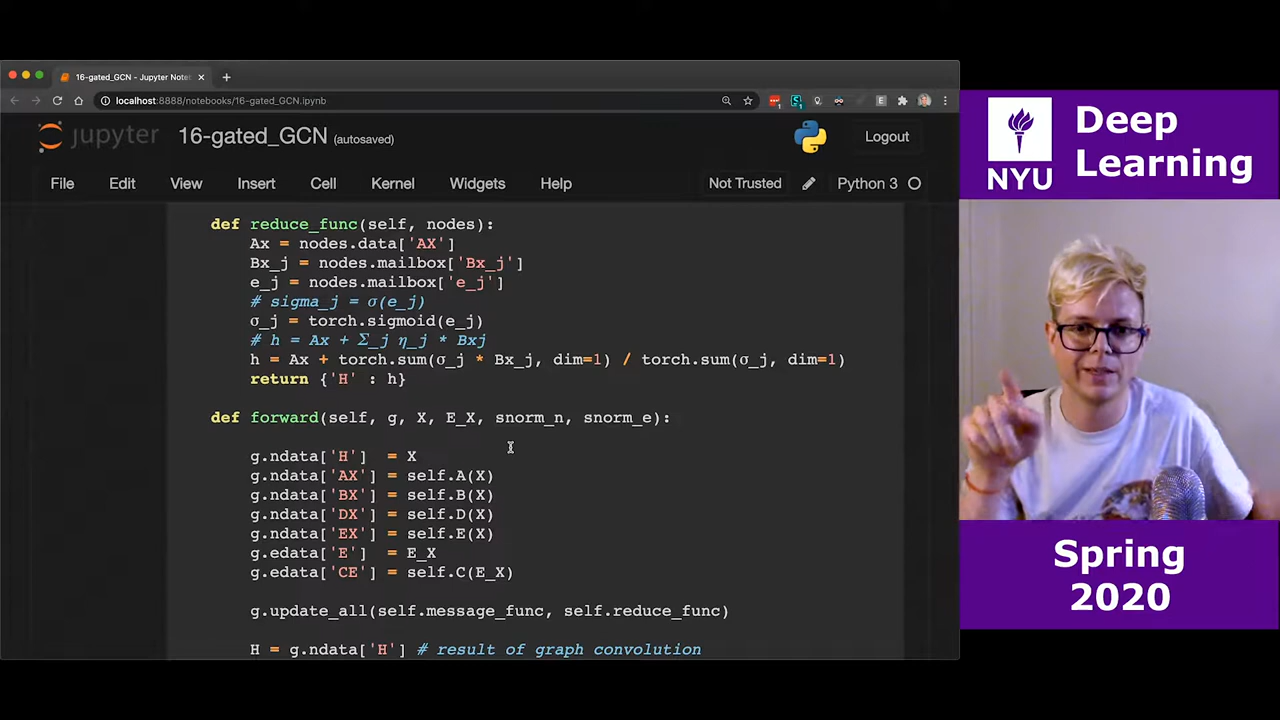 16-gated_GCN - Jupyter Note
localhost:8888/notebooks/16-gated_GCN.ipynb
jupyter 16-gated_GCN (autosaved)
Logout
File Edit View Insert Cell Kernel Widgets Help
Not Trusted
Python 3
def reduce_func(self, nodes):
Ax = nodes.data['AX']
Bx_j = nodes.mailbox['Bx_j']
e_j = nodes.mailbox['e_j']
# sigma_j = σ(e_j)
σ_j = torch.sigmoid(e_j)
# h = Ax + Σ_j η_j * Bxj
h = Ax + torch.sum(σ_j * Bx_j, dim=1) / torch.sum(σ_j, dim=1)
return {'H' : h}
def forward(self, g, X, E_X, snorm_n, snorm_e):
g.ndata['H'] = X
g.ndata['AX'] = self.A(X)
g.ndata['BX'] = self.B(X)
g.ndata['DX'] = self.D(X)
g.ndata['EX'] = self.E(X)
g.edata['E'] = E_X
g.edata['CE'] = self.C(E_X)
g.update_all(self.message_func, self.reduce_func)
H = g.ndata['H'] # result of graph convolution
NYU
Deep
Learning
Spring
2020